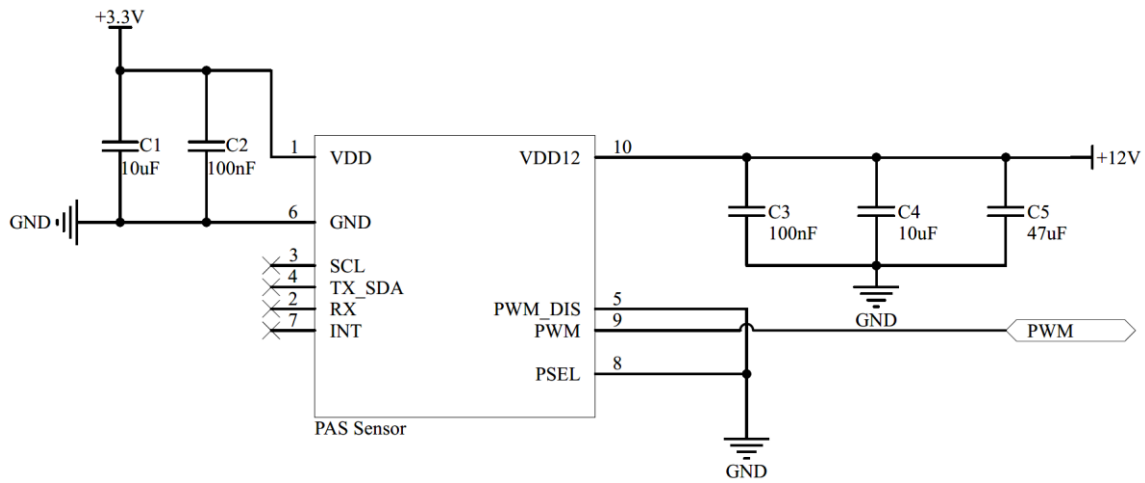 +3.3V
C1
10uF
C2
100nF
1
VDD
VDD12
10
+12V
GND
6
GND
C3
100nF
C4
10uF
C5
47uF
3
SCL
4
TX_SDA
2
RX
7
INT
PWM_DIS
5
PWM
9
GND
PWM
PSEL
8
PAS Sensor
GND